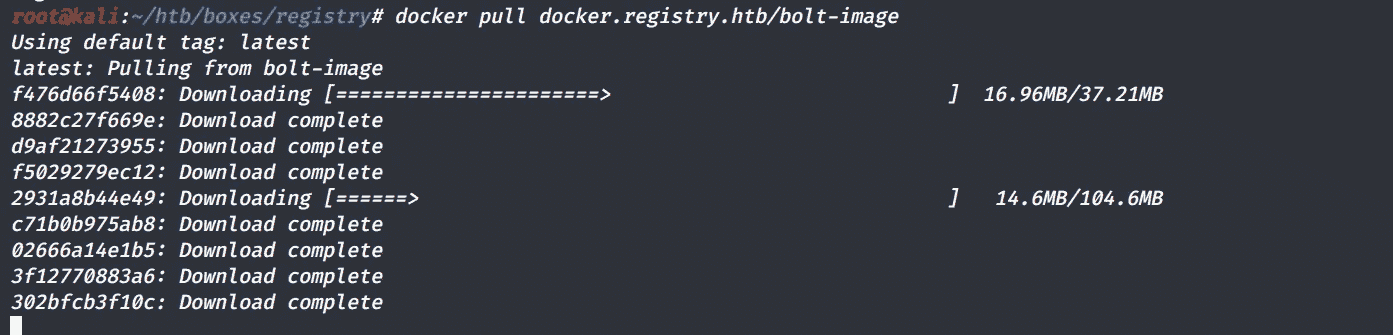 root@kali:~/htb/boxes/registry# docker pull docker.registry.htb/bolt-image
Using default tag: latest
latest: Pulling from bolt-image
f476d66f5408: Downloading [======================>                            ]  16.96MB/37.21MB
8882c27f669e: Download complete
d9af21273955: Download complete
f5029279ec12: Download complete
2931a8b44e49: Downloading [======>                                            ]   14.6MB/104.6MB
c71b0b975ab8: Download complete
02666a14e1b5: Download complete
3f12770883a6: Download complete
302bfcb3f10c: Download complete